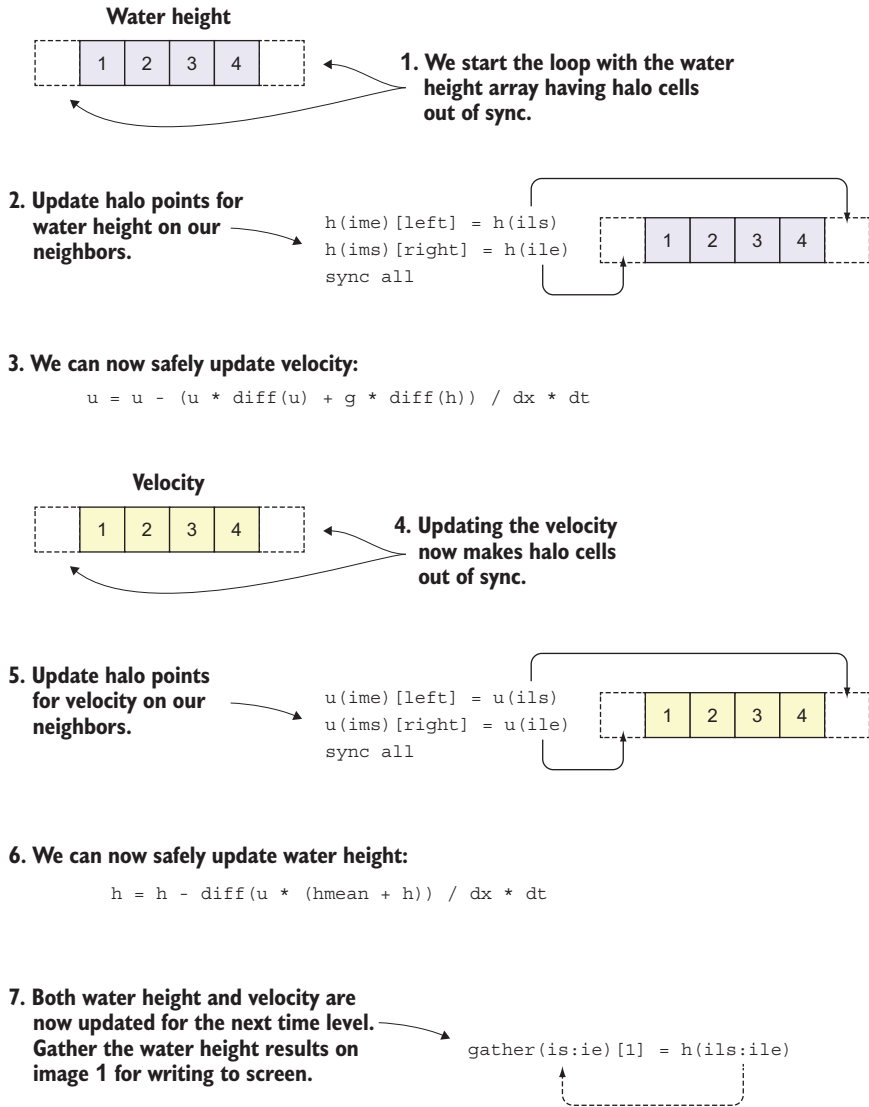 Water height
1 2 3 4
1. We start the loop with the water
height array having halo cells
out of sync.
2. Update halo points for
water height on our
neighbors.
h(ime)[left] = h(ils)
h(ims)[right] = h(ile)
sync all
1 2 3 4
3. We can now safely update velocity:
u = u - (u * diff(u) + g * diff(h)) / dx * dt
Velocity
1 2 3 4
4. Updating the velocity
now makes halo cells
out of sync.
5. Update halo points
for velocity on our
neighbors.
u(ime)[left] = u(ils)
u(ims)[right] = u(ile)
sync all
1 2 3 4
6. We can now safely update water height:
h = h - diff(u * (hmean + h)) / dx * dt
7. Both water height and velocity are
now updated for the next time level.
Gather the water height results on
image 1 for writing to screen.
gather(is:ie)[1] = h(ils:ile)